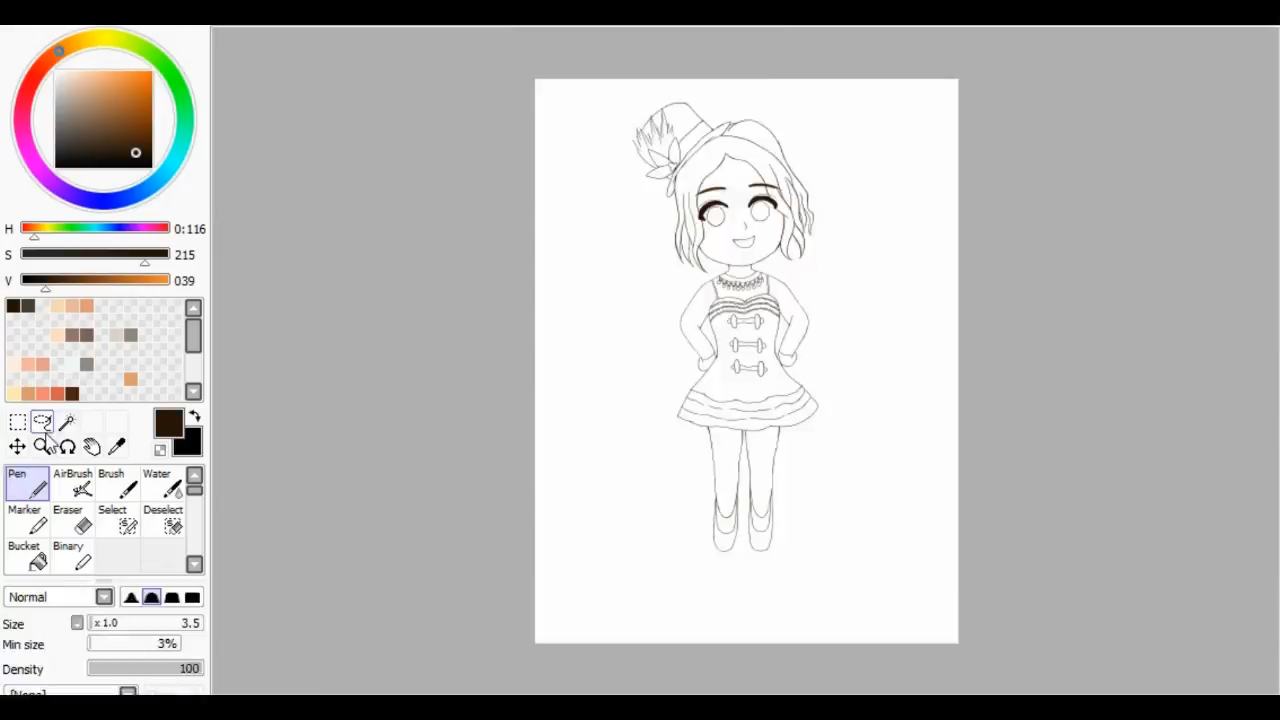 H 0:116
S 215
V 039
Pen AirBrush Brush Water
Marker Eraser Select Deselect
Bucket Binary
Normal
Size x 1.0 3.5
Min size 3%
Density 100